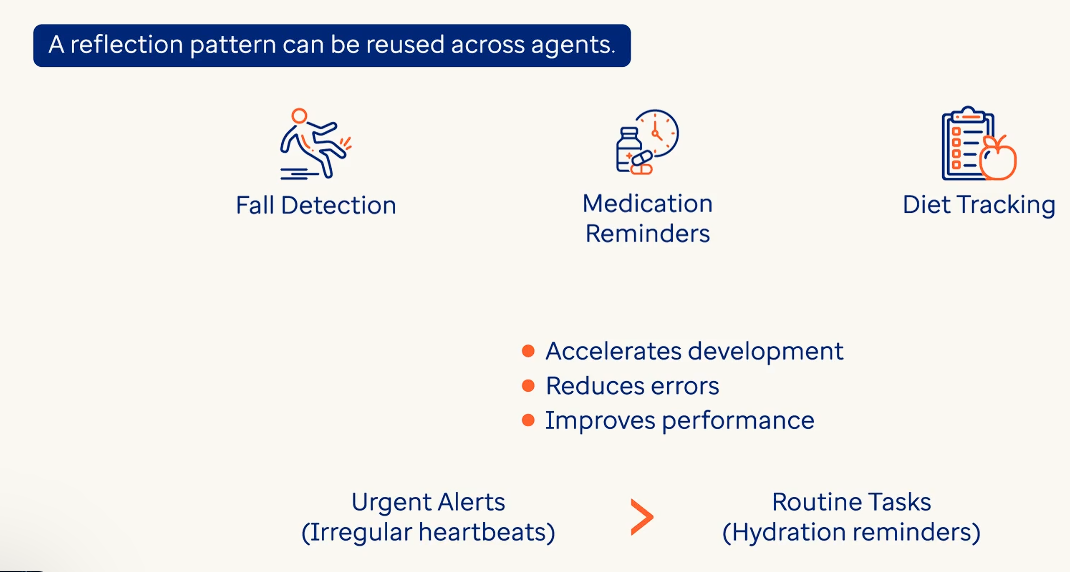 A reflection pattern can be reused across agents.
Fall Detection
Medication
Reminders
Diet Tracking
Accelerates development
Reduces errors
Improves performance
Urgent Alerts
(Irregular heartbeats)
>
Routine Tasks
(Hydration reminders)